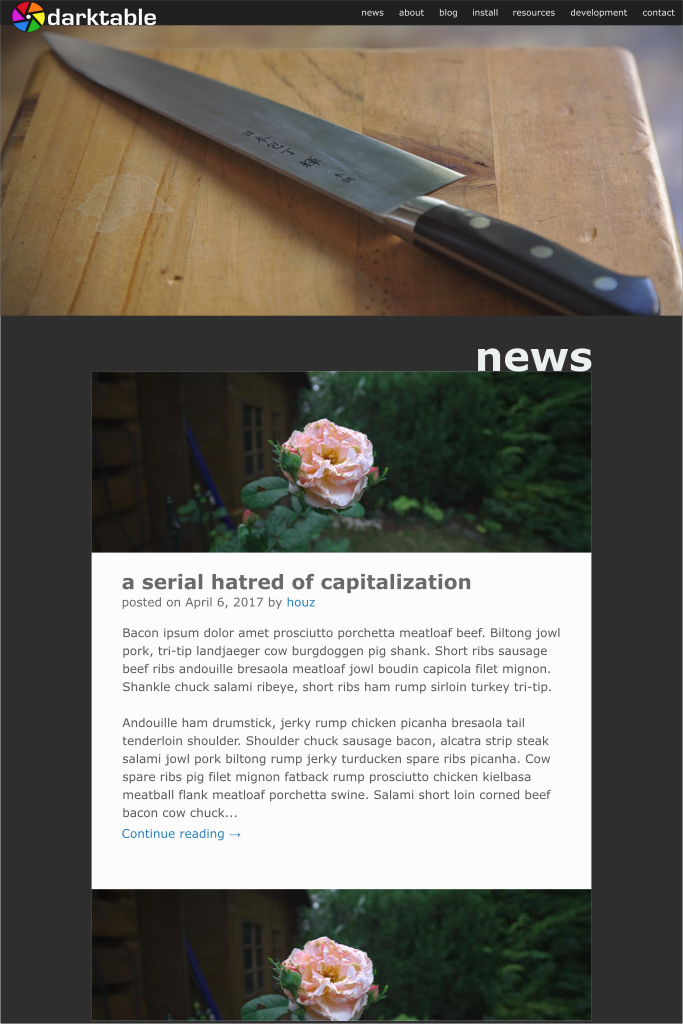 darktable
news about blog install resources development contact
日本包丁 輝
news
a serial hatred of capitalization
posted on April 6, 2017 by houz
Bacon ipsum dolor amet prosciutto porchetta meatloaf beef. Biltong jowl
pork, tri-tip landjaeger cow burgdoggen pig shank. Short ribs sausage
beef ribs andouille bresaola meatloaf jowl boudin capicola filet mignon.
Shankle chuck salami ribeye, short ribs ham rump sirloin turkey tri-tip.
Andouille ham drumstick, jerky rump chicken picanha bresaola tail
tenderloin shoulder. Shoulder chuck sausage bacon, alcatra strip steak
salami jowl pork biltong rump jerky turducken spare ribs picanha. Cow
spare ribs pig filet mignon fatback rump prosciutto chicken kielbasa
meatball flank meatloaf porchetta swine. Salami short loin corned beef
bacon cow chuck...
Continue reading →